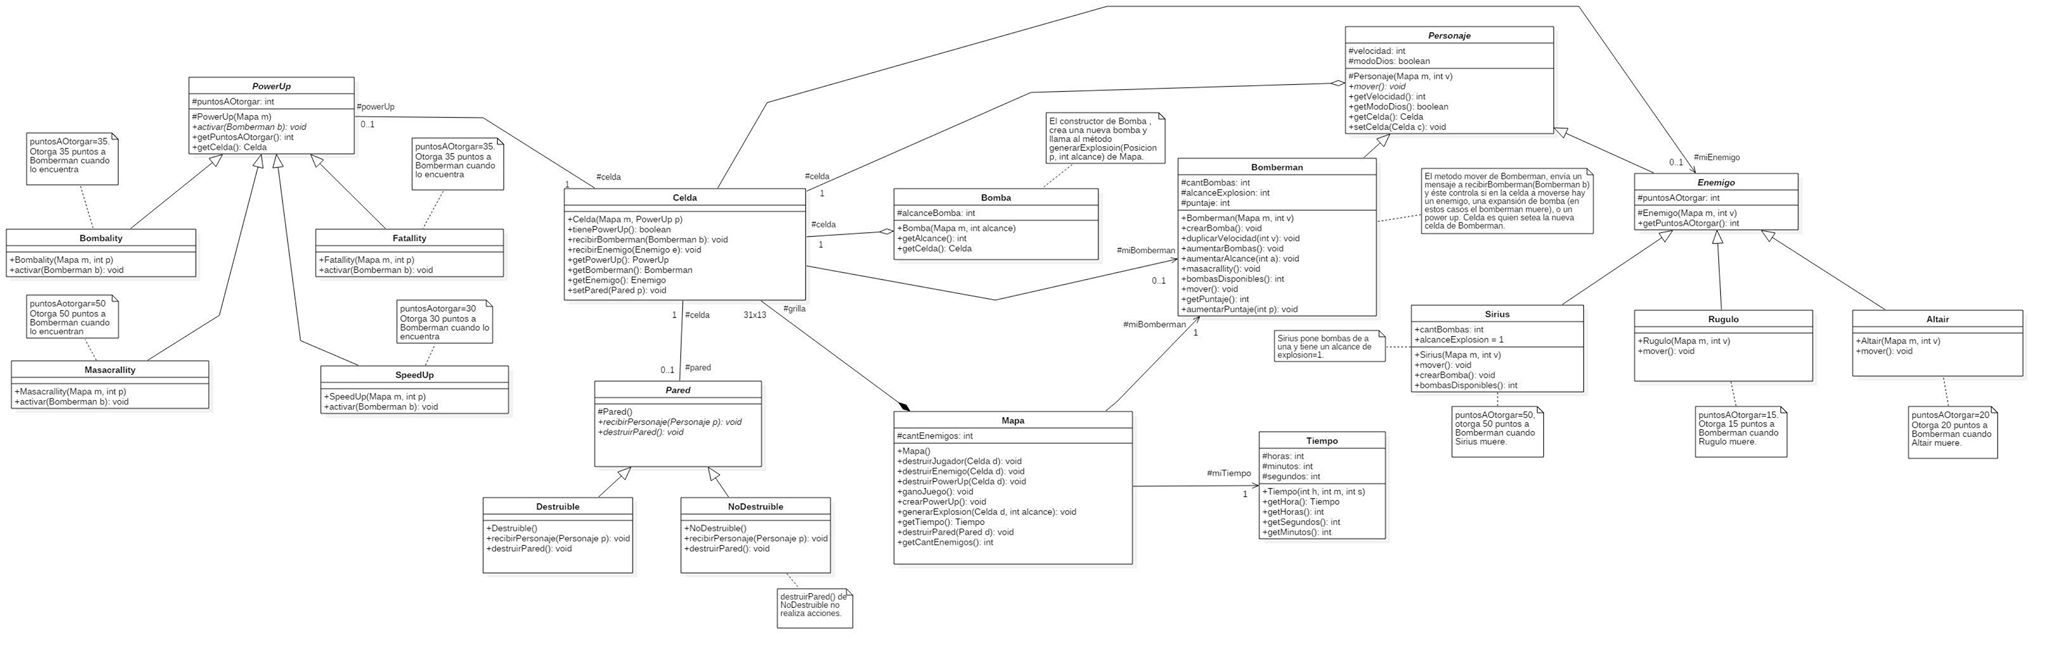 PowerUp
#puntosAOtorgar: int
#PowerUp(Mapa m)
+activar(Bomberman b): void
+getPuntosAOtorgar(): int
+getCelda(): Celda
#powerUp
0..1
puntosAOtorgar=35.
Otorga 35 puntos a
Bomberman cuando
lo encuentra
puntosAOtorgar=35.
Otorga 35 puntos a
Bomberman cuando
lo encuentra
Bombality
+Bombality(Mapa m, int p)
+activar(Bomberman b): void
Fatallity
+Fatallity(Mapa m, int p)
+activar(Bomberman b): void
puntosAotorgar=50
Otorga 50 puntos a
Bomberman cuando
lo encuentran
puntosAotorgar=30
Otorga 30 puntos a
Bomberman cuando lo
encuentra
Masacrallity
+Masacrallity(Mapa m, int p)
+activar(Bomberman b): void
SpeedUp
+SpeedUp(Mapa m, int p)
+activar(Bomberman b): void
#celda
1
Celda
+Celda(Mapa m, PowerUp p)
+tienePowerUp(): boolean
+recibirBomberman(Bomberman b): void
+recibirEnemigo(Enemigo e): void
+getPowerUp(): PowerUp
+getBomberman(): Bomberman
+getEnemigo(): Enemigo
+setPared(Pared p): void
#celda
1
#celda
1
1
#celda
31x13
#grilla
0..1
#pared
Pared
#Pared()
+recibirPersonaje(Personaje p): void
+destruirPared(): void
Destruible
+Destruible()
+recibirPersonaje(Personaje p): void
+destruirPared(): void
NoDestruible
+NoDestruible()
+recibirPersonaje(Personaje p): void
+destruirPared(): void
destruirPared() de
NoDestruible no
realiza acciones.
El constructor de Bomba ,
crea una nueva bomba y
llama al método
generarExplosioin(Posicion
p, int alcance) de Mapa.
Bomba
#alcanceBomba: int
+Bomba(Mapa m, int alcance)
+getAlcance(): int
+getCelda(): Celda
#miBomberman
0..1
#miBomberman
1
Mapa
#cantEnemigos: int
+Mapa()
+destruirJugador(Celda d): void
+destruirEnemigo(Celda d): void
+destruirPowerUp(Celda d): void
+ganoJuego(): void
+crearPowerUp(): void
+generarExplosion(Celda d, int alcance): void
+getTiempo(): Tiempo
+destruirPared(Pared d): void
+getCantEnemigos(): int
#miTiempo
1
Tiempo
#horas: int
#minutos: int
#segundos: int
+Tiempo(int h, int m, int s)
+getHora(): Tiempo
+getHoras(): int
+getSegundos(): int
+getMinutos(): int
Personaje
#velocidad: int
#modoDios: boolean
#Personaje(Mapa m, int v)
+mover(): void
+getVelocidad(): int
+getModoDios(): boolean
+getCelda(): Celda
+setCelda(Celda c): void
Bomberman
#cantBombas: int
#alcanceExplosion: int
#puntaje: int
+Bomberman(Mapa m, int v)
+crearBomba(): void
+duplicarVelocidad(int v): void
+aumentarBombas(): void
+aumentarAlcance(int a): void
+masacrallity(): void
+bombasDisponibles(): int
+mover(): void
+getPuntaje(): int
+aumentarPuntaje(int p): void
El metodo mover de Bomberman, envía un
mensaje a recibirBomberman(Bomberman b)
y éste controla si en la celda a moverse hay
un enemigo, una expansión de bomba (en
estos casos el bomberman muere), o un
power up. Celda es quien setea la nueva
celda de Bomberman.
0..1
#miEnemigo
Enemigo
#puntosAOtorgar: int
#Enemigo(Mapa m, int v)
+getPuntosAOtorgar(): int
Sirius pone bombas de a
una y tiene un alcance de
explosion=1.
Sirius
+cantBombas: int
+alcanceExplosion = 1
+Sirius(Mapa m, int v)
+mover(): void
+crearBomba(): void
+bombasDisponibles(): int
Rugulo
+Rugulo(Mapa m, int v)
+mover(): void
Altair
+Altair(Mapa m, int v)
+mover(): void
puntosAOtorgar=50,
otorga 50 puntos a
Bomberman cuando
Sirius muere.
puntosAOtorgar=15.
Otorga 15 puntos a
Bomberman cuando
Rugulo muere.
puntosAOtorgar=20
Otorga 20 puntos a
Bomberman cuando
Altair muere.